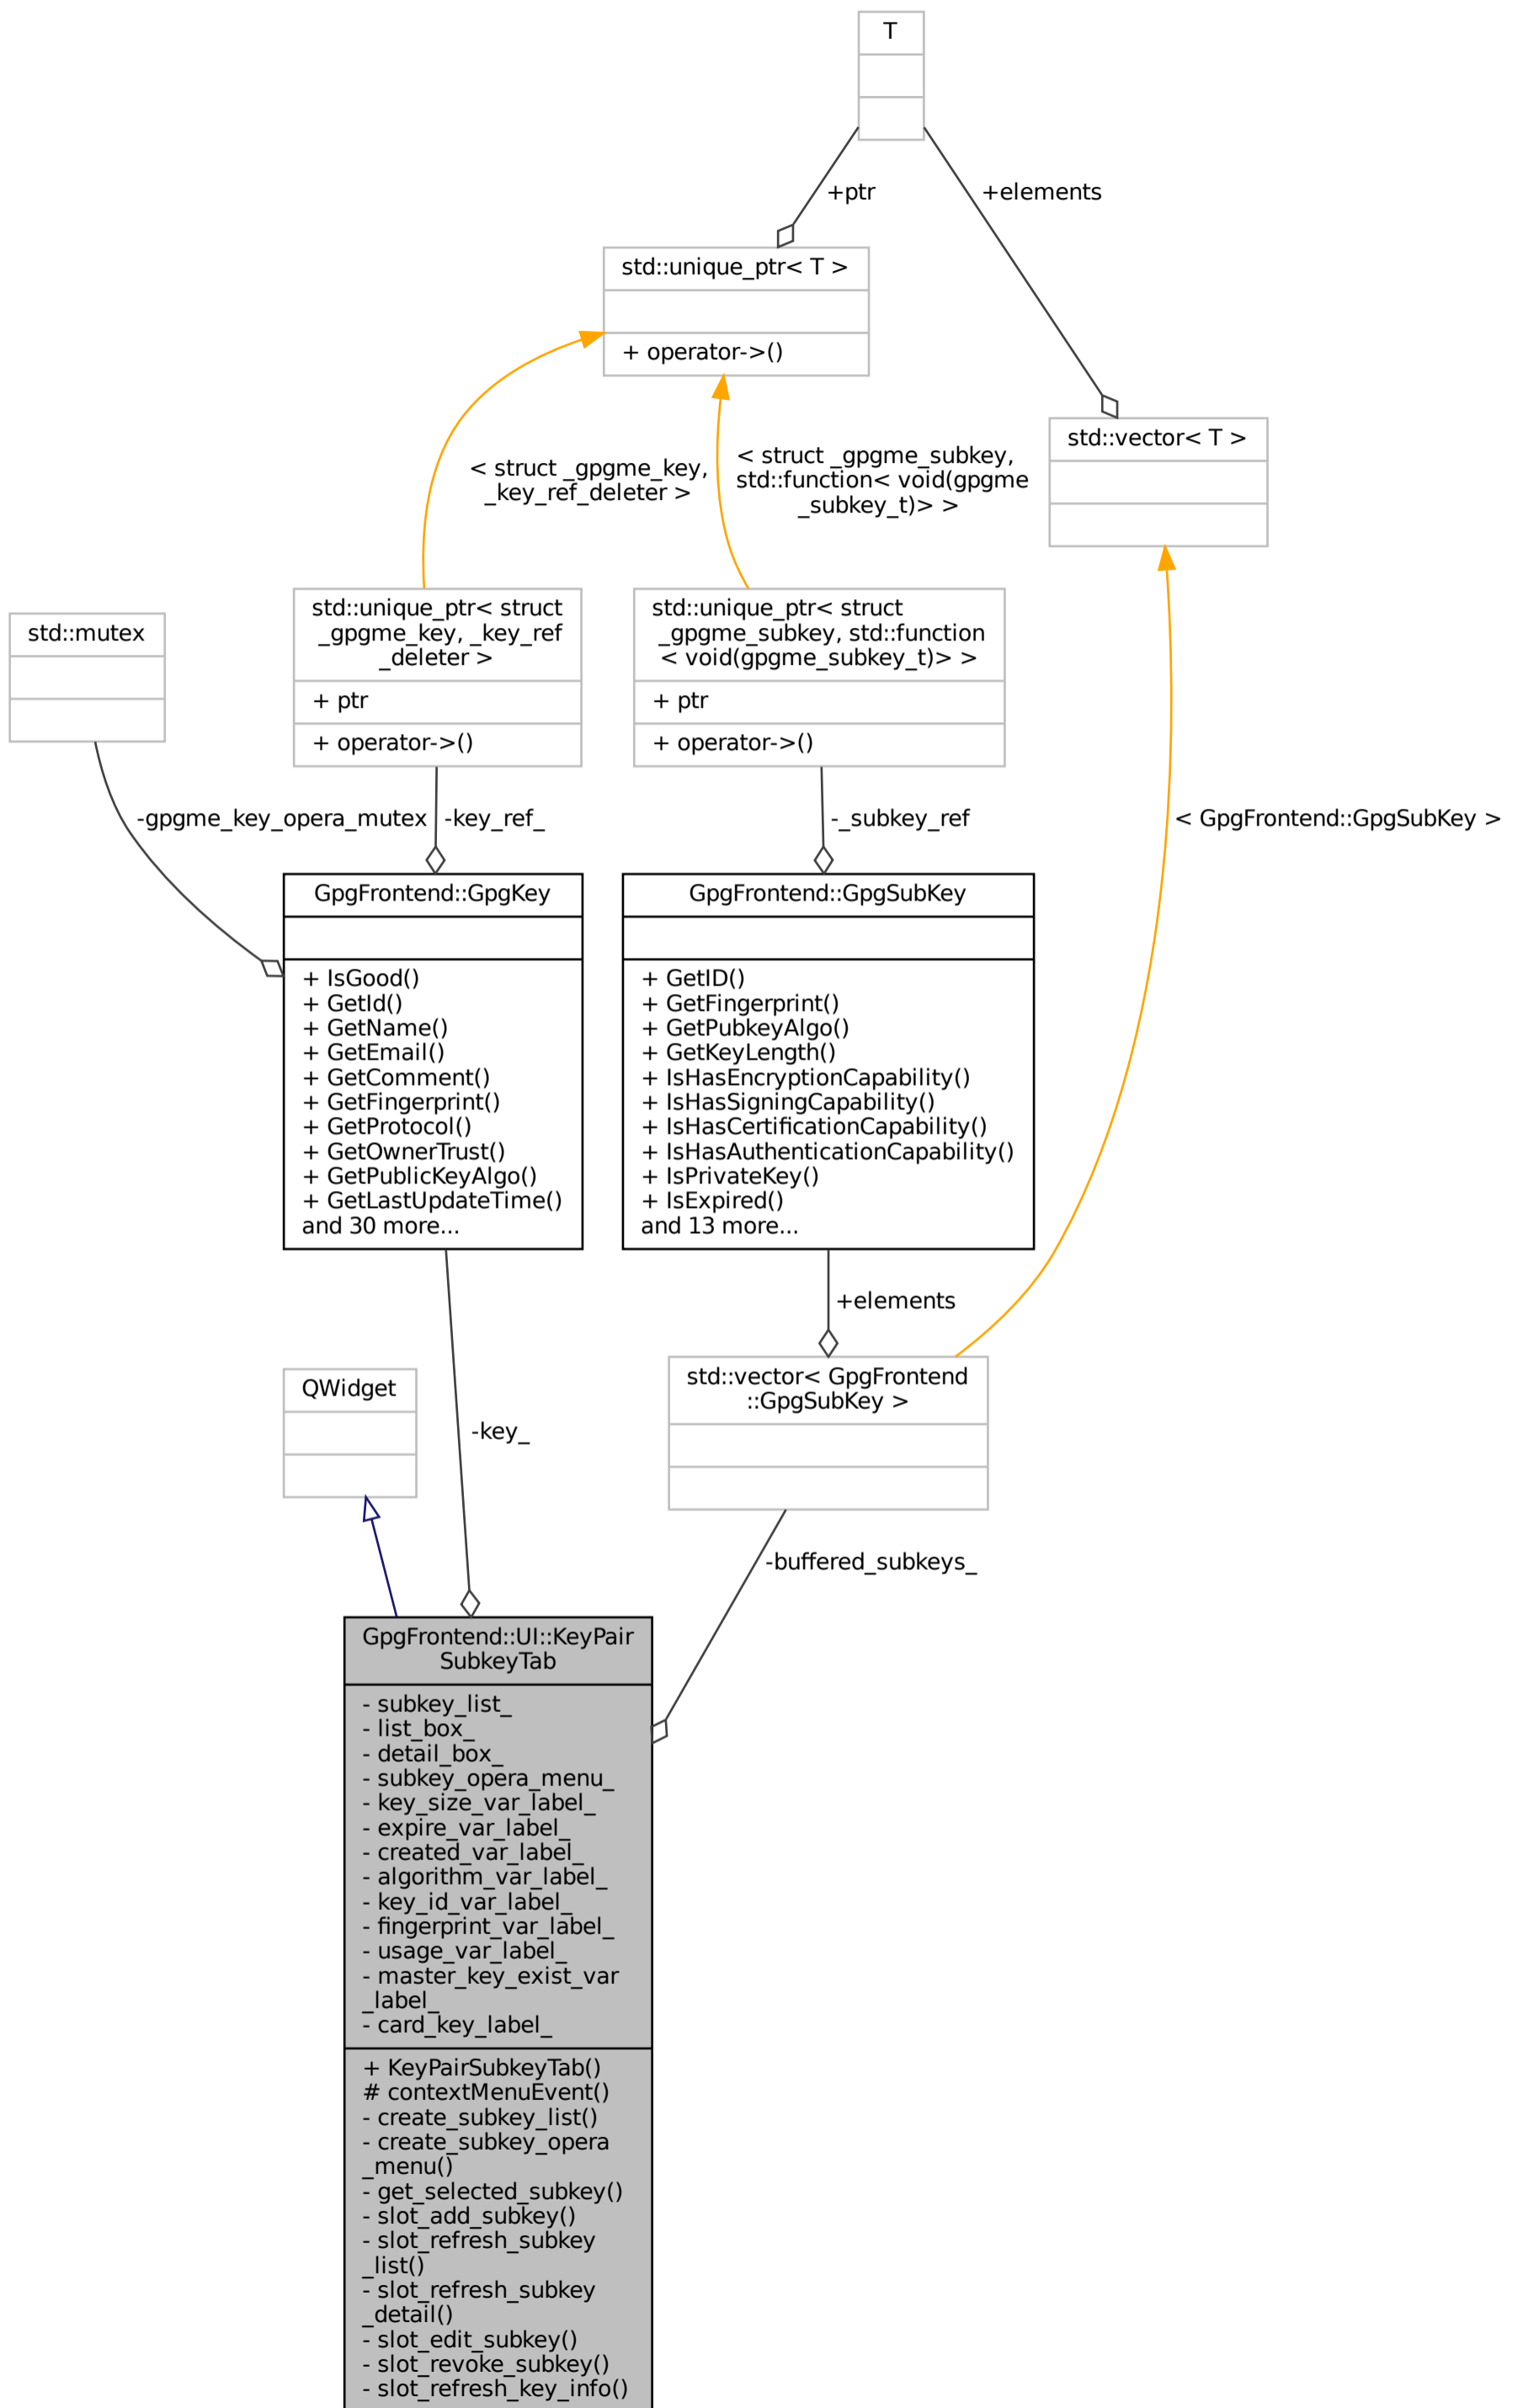 T
+ptr
+elements
std::unique_ptr< T >
+ operator->()
std::vector< T >
< struct _gpgme_key,
_key_ref_deleter >
< struct _gpgme_subkey,
std::function< void(gpgme
_subkey_t)> >
std::mutex
std::unique_ptr< struct
_gpgme_key, _key_ref
_deleter >
+ ptr
+ operator->()
std::unique_ptr< struct
_gpgme_subkey, std::function
< void(gpgme_subkey_t)> >
+ ptr
+ operator->()
-gpgme_key_opera_mutex
-key_ref_
-_subkey_ref
< GpgFrontend::GpgSubKey >
GpgFrontend::GpgKey
+ IsGood()
+ GetId()
+ GetName()
+ GetEmail()
+ GetComment()
+ GetFingerprint()
+ GetProtocol()
+ GetOwnerTrust()
+ GetPublicKeyAlgo()
+ GetLastUpdateTime()
and 30 more...
GpgFrontend::GpgSubKey
+ GetID()
+ GetFingerprint()
+ GetPubkeyAlgo()
+ GetKeyLength()
+ IsHasEncryptionCapability()
+ IsHasSigningCapability()
+ IsHasCertificationCapability()
+ IsHasAuthenticationCapability()
+ IsPrivateKey()
+ IsExpired()
and 13 more...
+elements
QWidget
-key_
std::vector< GpgFrontend
::GpgSubKey >
-buffered_subkeys_
GpgFrontend::UI::KeyPair
SubkeyTab
- subkey_list_
- list_box_
- detail_box_
- subkey_opera_menu_
- key_size_var_label_
- expire_var_label_
- created_var_label_
- algorithm_var_label_
- key_id_var_label_
- fingerprint_var_label_
- usage_var_label_
- master_key_exist_var
_label_
- card_key_label_
+ KeyPairSubkeyTab()
# contextMenuEvent()
- create_subkey_list()
- create_subkey_opera
_menu()
- get_selected_subkey()
- slot_add_subkey()
- slot_refresh_subkey
_list()
- slot_refresh_subkey
_detail()
- slot_edit_subkey()
- slot_revoke_subkey()
- slot_refresh_key_info()